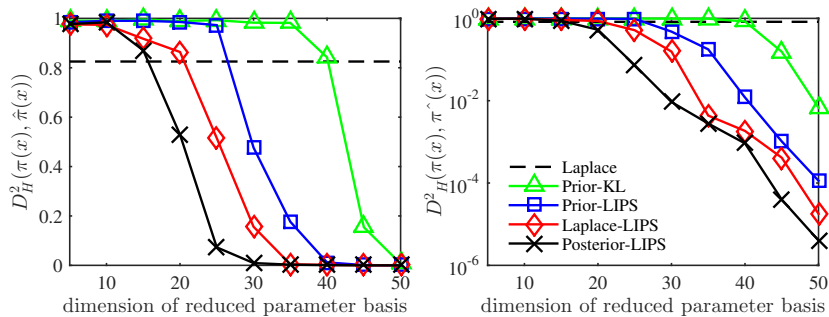 D²_H(π(x), π̂(x))
1
0.8
0.6
0.4
0.2
0
10 20 30 40 50
dimension of reduced parameter basis
D²_H(π(x), πˆ(x))
10⁰
10⁻²
10⁻⁴
10⁻⁶
Laplace
Prior-KL
Prior-LIPS
Laplace-LIPS
Posterior-LIPS
10 20 30 40 50
dimension of reduced parameter basis